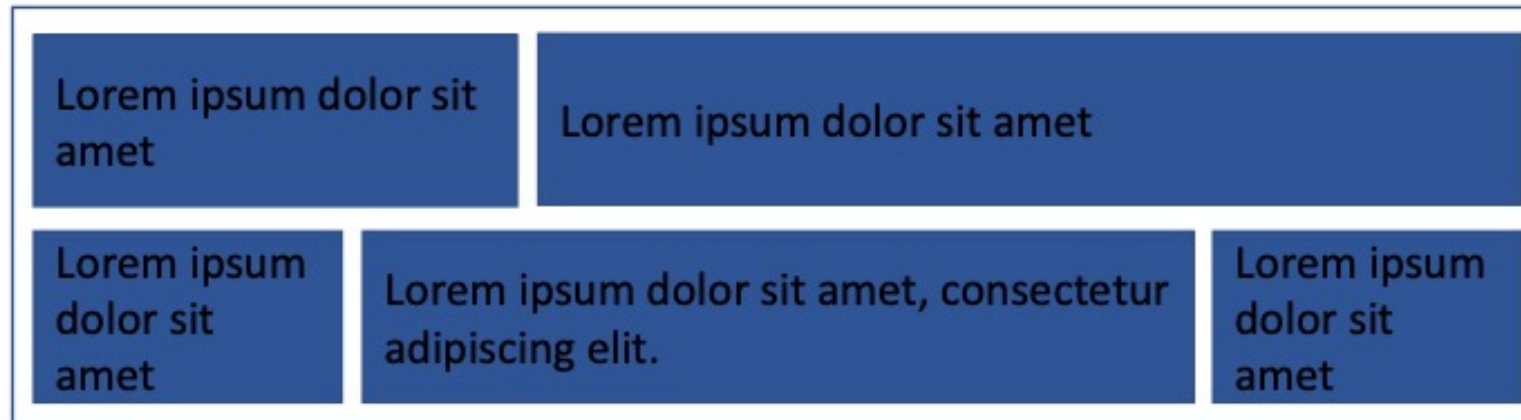 Lorem ipsum dolor sit
amet
Lorem ipsum dolor sit amet
Lorem ipsum
dolor sit
amet
Lorem ipsum dolor sit amet, consectetur
adipiscing elit.
Lorem ipsum
dolor sit
amet